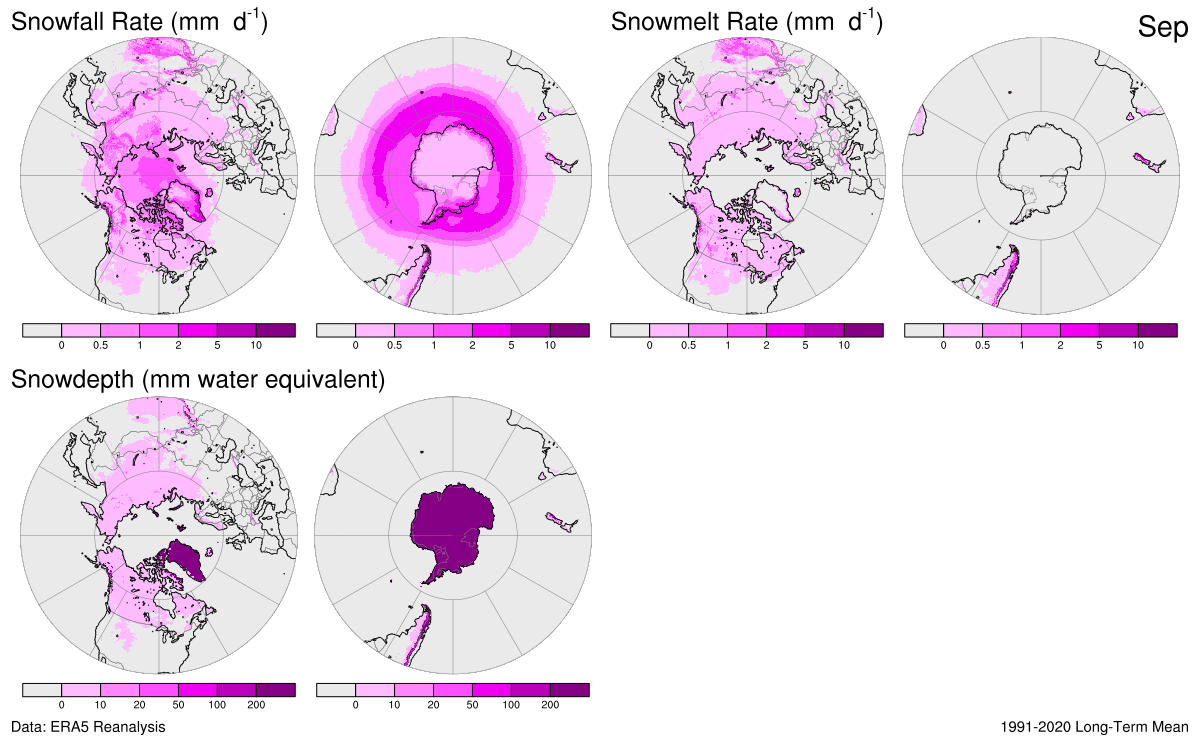 Snowfall Rate (mm d⁻¹)
Snowmelt Rate (mm d⁻¹)
Sep
0 0.5 1 2 5 10
0 0.5 1 2 5 10
0 0.5 1 2 5 10
0 0.5 1 2 5 10
Snowdepth (mm water equivalent)
0 10 20 50 100 200
0 10 20 50 100 200
Data: ERA5 Reanalysis
1991-2020 Long-Term Mean